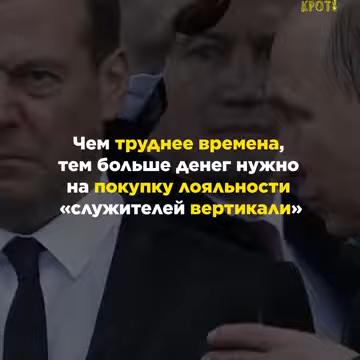 КРОТ!
Чем труднее времена,
тем больше денег нужно
на покупку лояльности
«служителей вертикали»